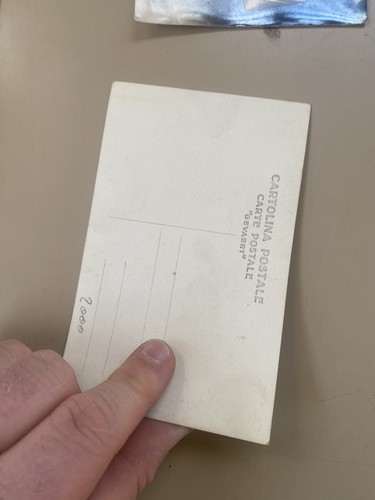 CARTOLINA POSTALE
CARTE POSTALE
"GEVAERT"
2000